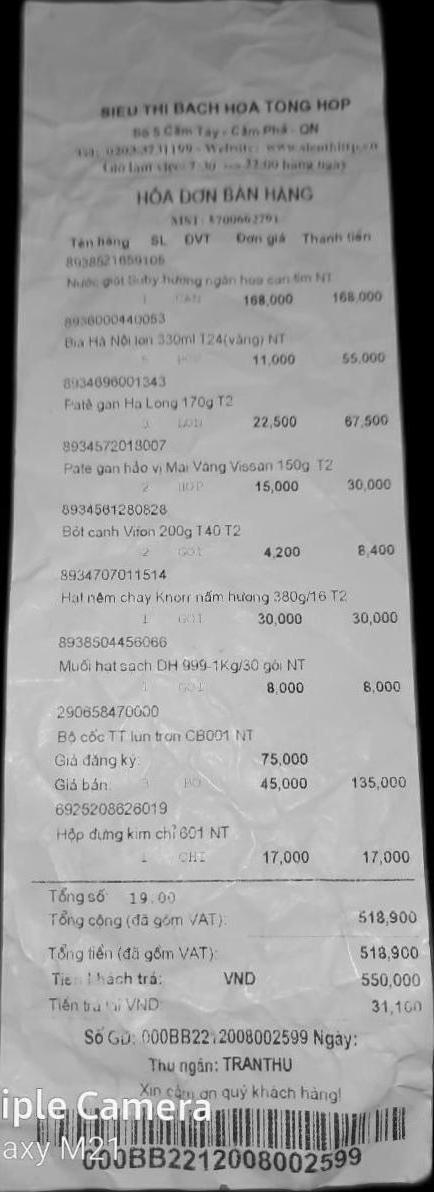 SIEU THI BACH HOA TONG HOP
Số 5 Cẩm Tây - Cẩm Phả - QN
Tel: 0203.3731199 - Website:
Giờ làm việc: 7:30 22:00 hàng ngày
HÓA ĐƠN BÁN HÀNG
MST: 5700662791
Tên hàng SL ĐVT Đơn giá Thành tiền
8938521659106
Nước giặt hương ngàn hoa can tím NT
1 CAN 168,000 168,000
8936000440053
Bia Hà Nội lon 330ml T24(vàng) NT
5 11,000 55,000
8934696001343
Patê gan Ha Long 170g T2
3 LON 22,500 67,500
8934572018007
Pate gan hảo vị Mai Vàng Vissan 150g T2
2 HOP 15,000 30,000
8934561280828
Bột canh Vifon 200g T40 T2
2 GOI 4,200 8,400
8934707011514
Hạt nêm chay Knorr nấm hương 380g/16 T2
1 GOI 30,000 30,000
8938504456066
Muối hạt sạch DH 999-1Kg/30 gói NT
1 GOI 8,000 8,000
290658470000
Bộ cốc TT lun tron CB001 NT
Giá đăng ký: 75,000
Giá bán: 3 BO 45,000 135,000
6925208626019
Hộp đựng kim chỉ 601 NT
1 CHI 17,000 17,000
Tổng số: 19.00
Tổng cộng (đã gồm VAT): 518,900
Tổng tiền (đã gồm VAT): 518,900
Tiền khách trả: VND 550,000
Tiền trả lại VND: 31,100
Số GD: 000BB2212008002599 Ngày:
Thu ngân: TRANTHU
Xin cảm ơn quý khách hàng!
iple Camera
axy M21
000BB2212008002599